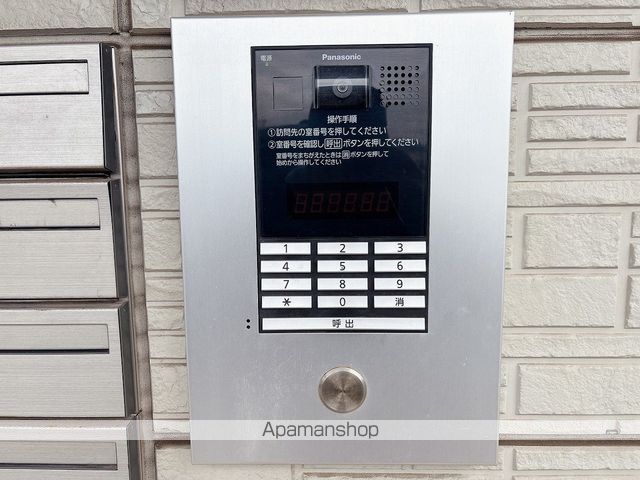 電源 Panasonic
操作手順
①訪問先の室番号を押してください
②室番号を確認し呼出ボタンを押してください
室番号をまちがえたときは消ボタンを押して
始めから操作してください
1 2 3
4 5 6
7 8 9
* 0 消
呼出
Apamanshop